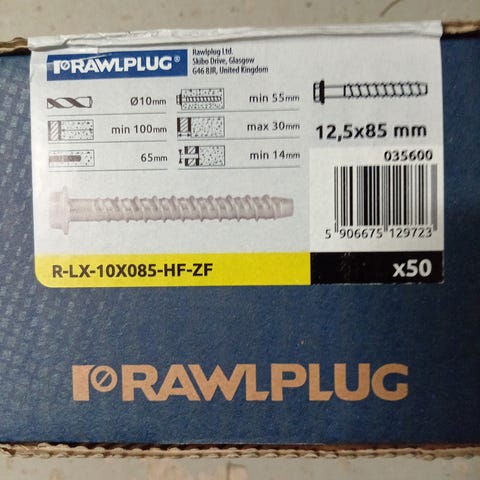 RAWLPLUG®
Rawlplug Ltd.
Skibo Drive, Glasgow
G46 8JR, United Kingdom
Ø10mm
min 55mm
min 100mm
max 30mm
65mm
min 14mm
12,5x85 mm
035600
5 906675 129723
R-LX-10X085-HF-ZF
x50
RAWLPLUG